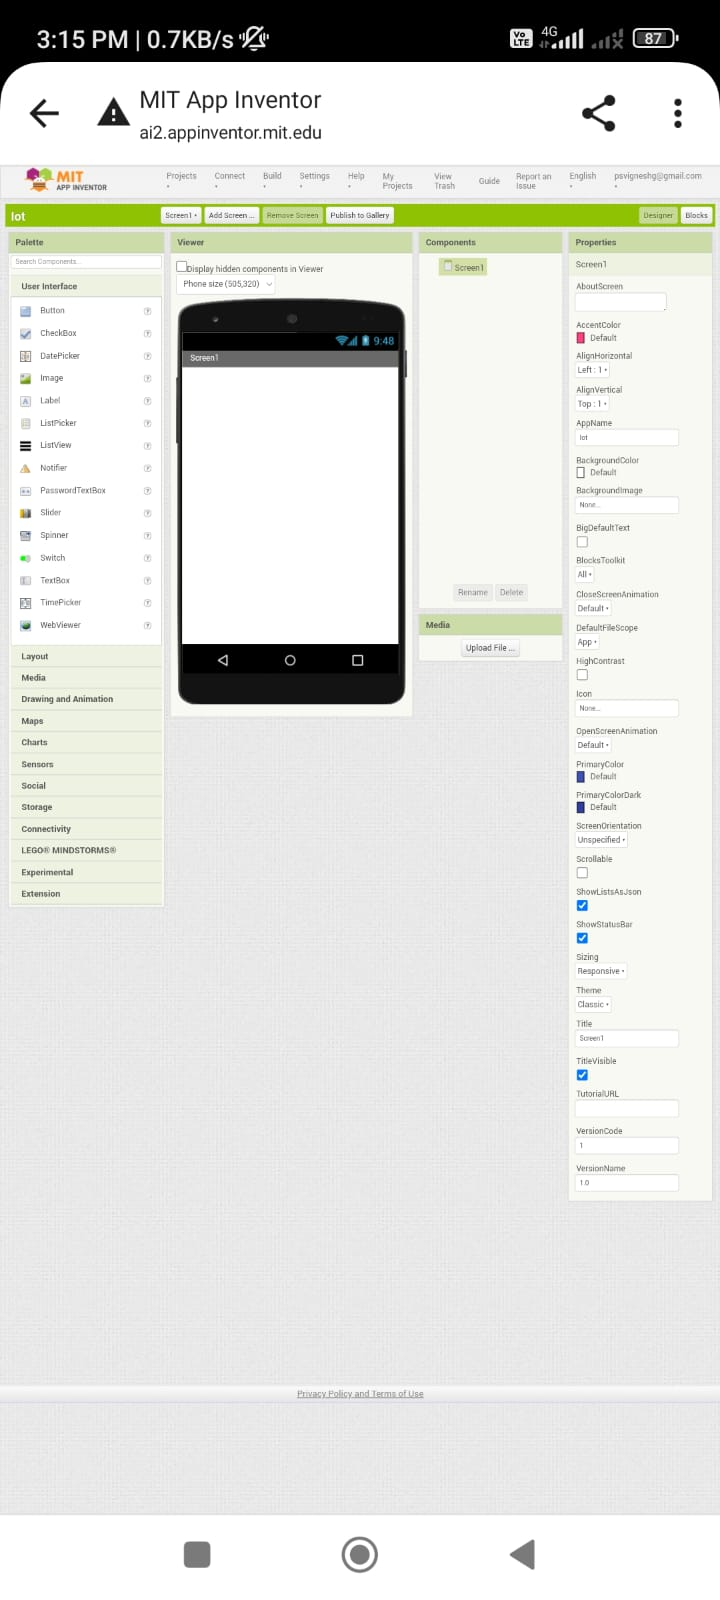 3:15 PM | 0.7KB/s
Vo LTE 4G 87
MIT App Inventor
ai2.appinventor.mit.edu
MIT APP INVENTOR
Projects Connect Build Settings Help My Projects View Trash Guide Report an Issue English psvigneshg@gmail.com
Iot
Screen1 Add Screen ... Remove Screen Publish to Gallery Designer Blocks
Palette
Search Components...
User Interface
Button ?
CheckBox ?
DatePicker ?
Image ?
Label ?
ListPicker ?
ListView ?
Notifier ?
PasswordTextBox ?
Slider ?
Spinner ?
Switch ?
TextBox ?
TimePicker ?
WebViewer ?
Layout
Media
Drawing and Animation
Maps
Charts
Sensors
Social
Storage
Connectivity
LEGO® MINDSTORMS®
Experimental
Extension
Viewer
Display hidden components in Viewer
Phone size (505,320)
9:48
Screen1
Components
Screen1
Rename Delete
Media
Upload File ...
Properties
Screen1
AboutScreen
AccentColor
Default
AlignHorizontal
Left : 1
AlignVertical
Top : 1
AppName
Iot
BackgroundColor
Default
BackgroundImage
None...
BigDefaultText
BlocksToolkit
All
CloseScreenAnimation
Default
DefaultFileScope
App
HighContrast
Icon
None...
OpenScreenAnimation
Default
PrimaryColor
Default
PrimaryColorDark
Default
ScreenOrientation
Unspecified
Scrollable
ShowListsAsJson
ShowStatusBar
Sizing
Responsive
Theme
Classic
Title
Screen1
TitleVisible
TutorialURL
VersionCode
1
VersionName
1.0
Privacy Policy and Terms of Use